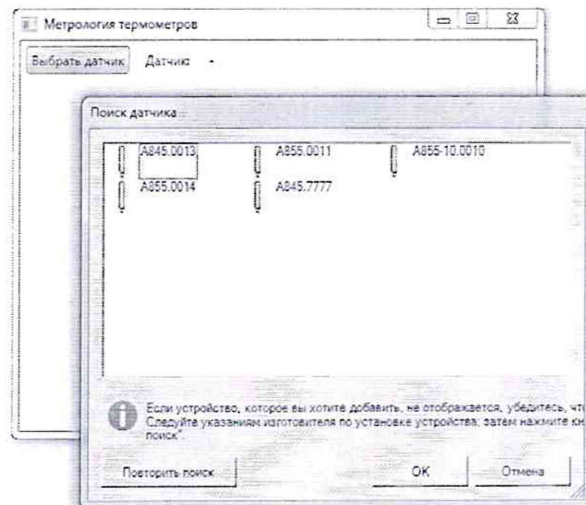 Метрология термометров
Выбрать датчик Датчик: -
Поиск датчика
A845.0013 A855.0011 A855-10.0010
A855.0014 A845.7777
Если устройство, которое вы хотите добавить, не отображается, убедитесь, что
Следуйте указаниям изготовителя по установке устройства; затем нажмите кн
поиск".
Повторить поиск OK Отмена